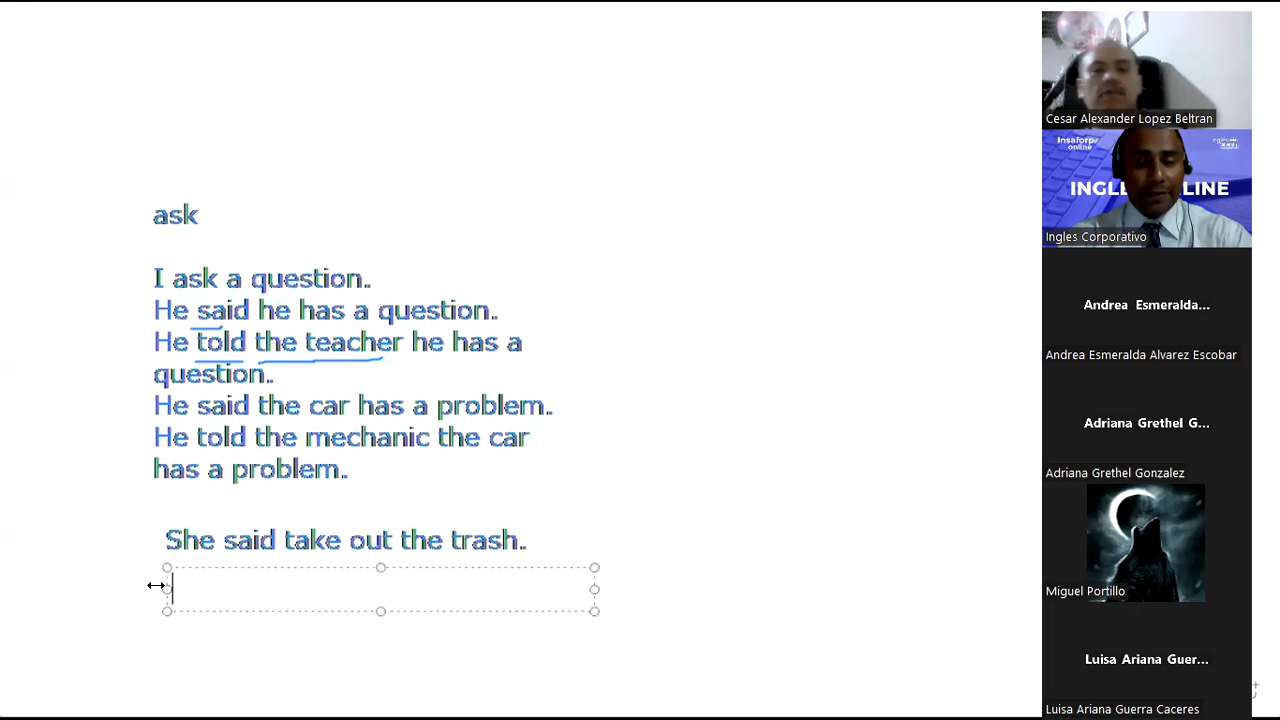 ask
I ask a question.
He said he has a question.
He told the teacher he has a
question.
He said the car has a problem.
He told the mechanic the car
has a problem.
She said take out the trash.
Cesar Alexander Lopez Beltran
Insaforp
online
INGLE LINE
Ingles Corporativo
Andrea Esmeralda...
Andrea Esmeralda Alvarez Escobar
Adriana Grethel G...
Adriana Grethel Gonzalez
Miguel Portillo
Luisa Ariana Guer...
Luisa Ariana Guerra Caceres